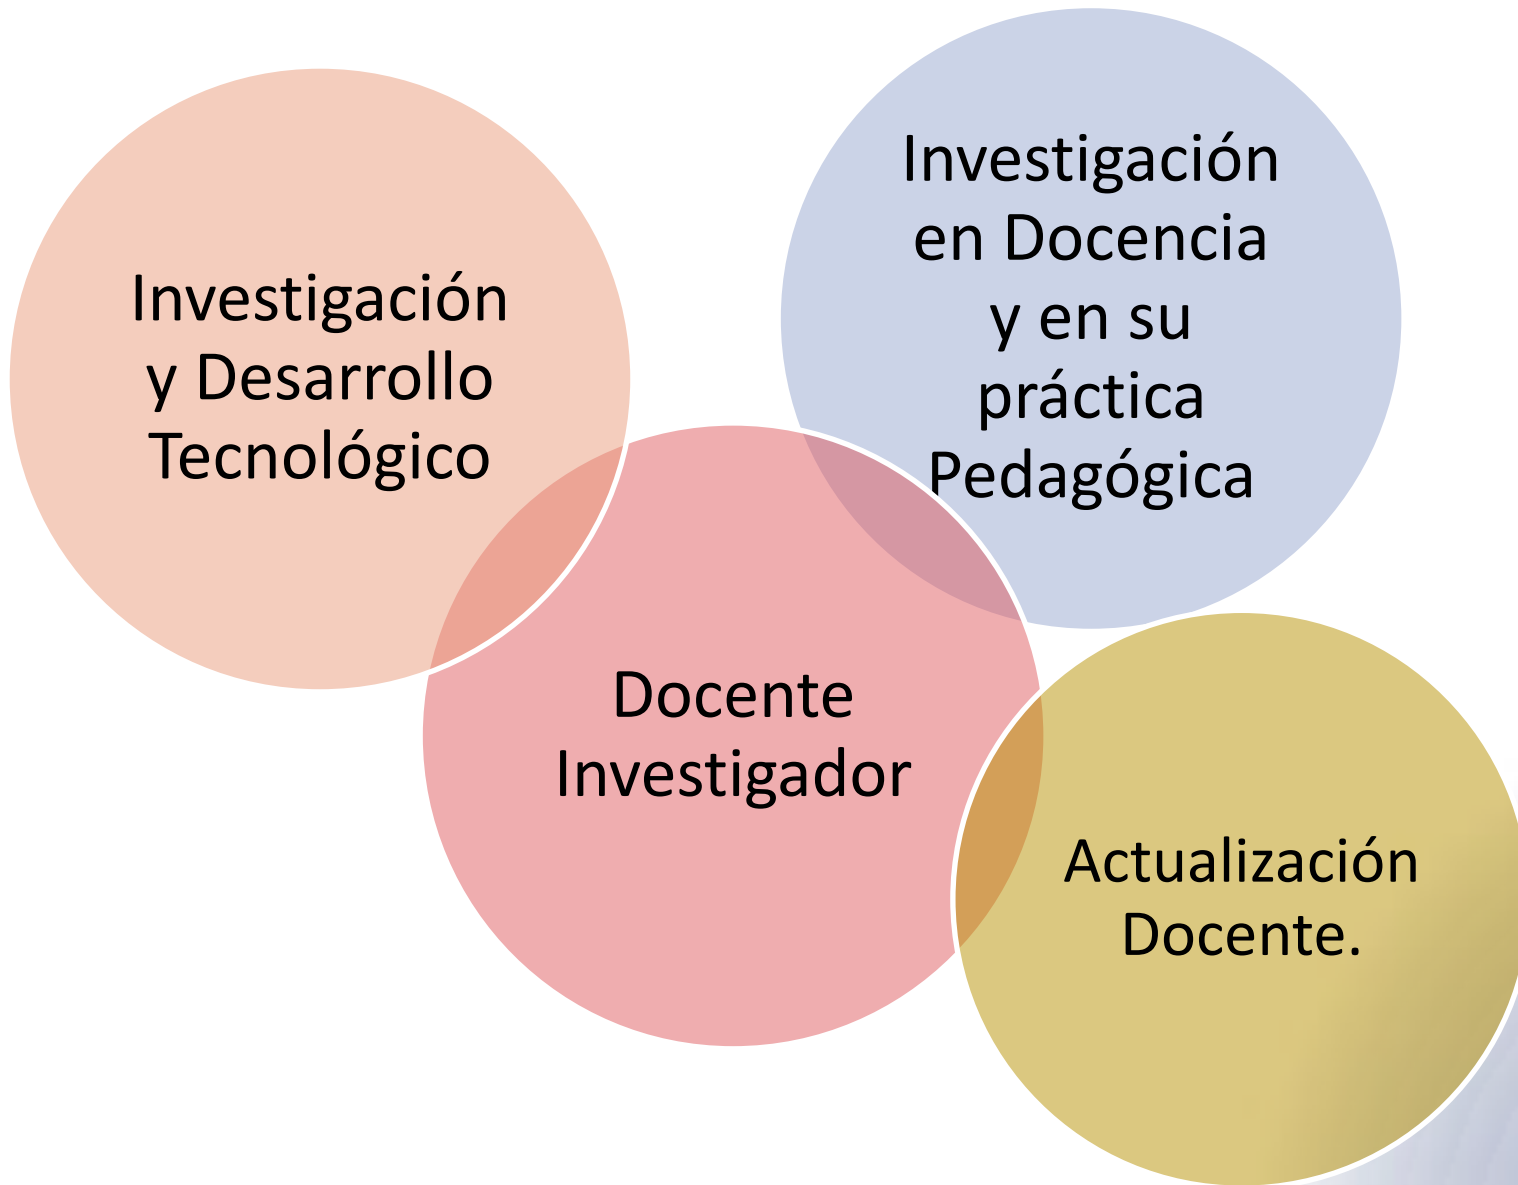 Investigación
y Desarrollo
Tecnológico
Investigación
en Docencia
y en su
práctica
Pedagógica
Docente
Investigador
Actualización
Docente.